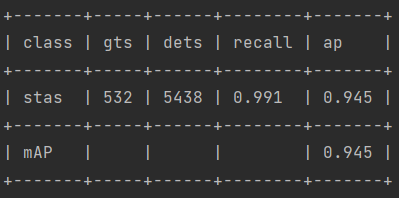 +-------+-----+------+--------+-------+
| class | gts | dets | recall | ap    |
+-------+-----+------+--------+-------+
| stas  | 532 | 5438 | 0.991  | 0.945 |
+-------+-----+------+--------+-------+
| mAP   |     |      |        | 0.945 |
+-------+-----+------+--------+-------+